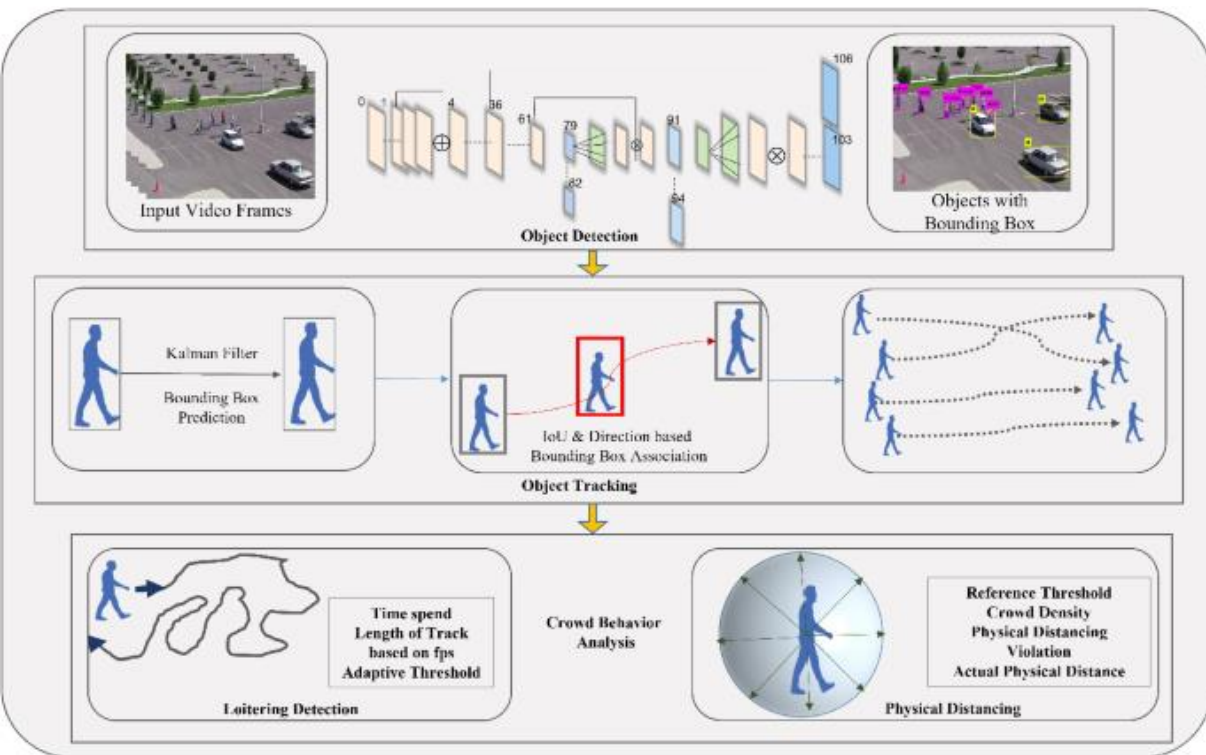 Input Video Frames
0
1
4
36
61
79
82
91
94
106
103
Objects with
Bounding Box
Object Detection
Kalman Filter
Bounding Box
Prediction
IoU & Direction based
Bounding Box Association
Object Tracking
Time spend
Length of Track
based on fps
Adaptive Threshold
Loitering Detection
Crowd Behavior
Analysis
Reference Threshold
Crowd Density
Physical Distancing
Violation
Actual Physical Distance
Physical Distancing